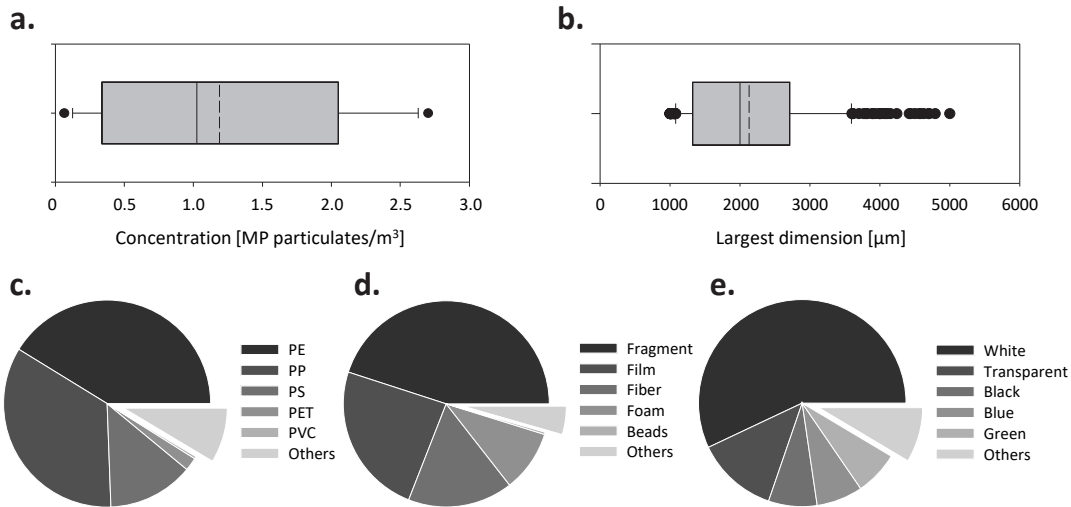 a.
0 0.5 1.0 1.5 2.0 2.5 3.0
Concentration [MP particulates/m³]
b.
0 1000 2000 3000 4000 5000 6000
Largest dimension [µm]
c.
PE
PP
PS
PET
PVC
Others
d.
Fragment
Film
Fiber
Foam
Beads
Others
e.
White
Transparent
Black
Blue
Green
Others